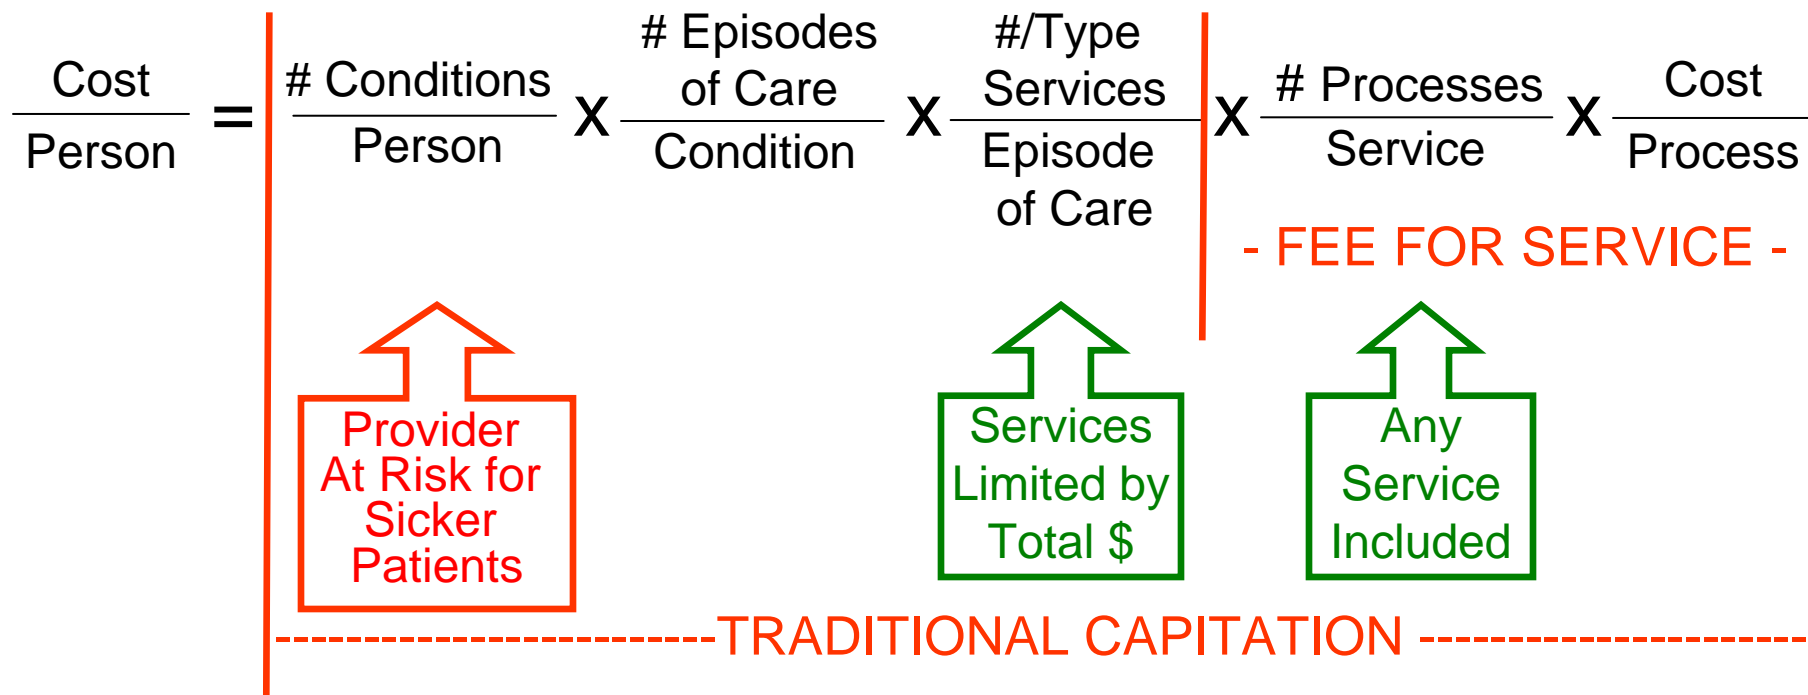 Cost
Person
=
# Conditions
Person
x
# Episodes
of Care
Condition
x
#/Type
Services
Episode
of Care
x
# Processes
Service
x
Cost
Process
- FEE FOR SERVICE -
Provider
At Risk for
Sicker
Patients
Services
Limited by
Total $
Any
Service
Included
-----------------------TRADITIONAL CAPITATION --------------------